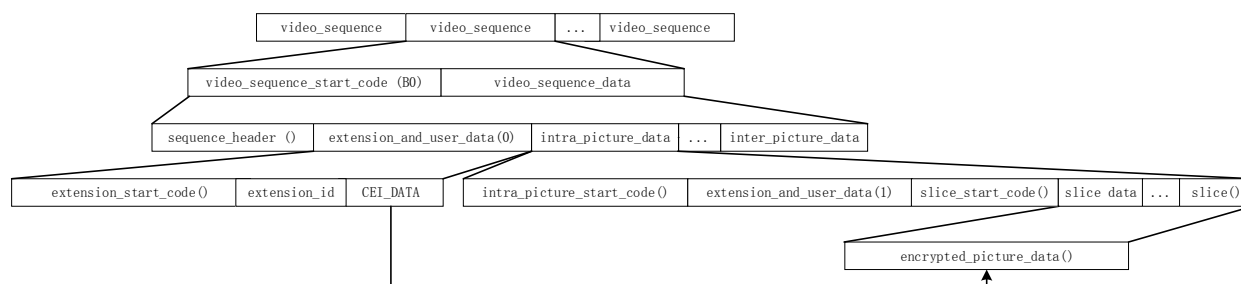 video_sequence video_sequence ... video_sequence
video_sequence_start_code (B0) video_sequence_data
sequence_header () extension_and_user_data(0) intra_picture_data ... inter_picture_data
extension_start_code() extension_id CEI_DATA intra_picture_start_code() extension_and_user_data(1) slice_start_code() slice data ... slice()
encrypted_picture_data()